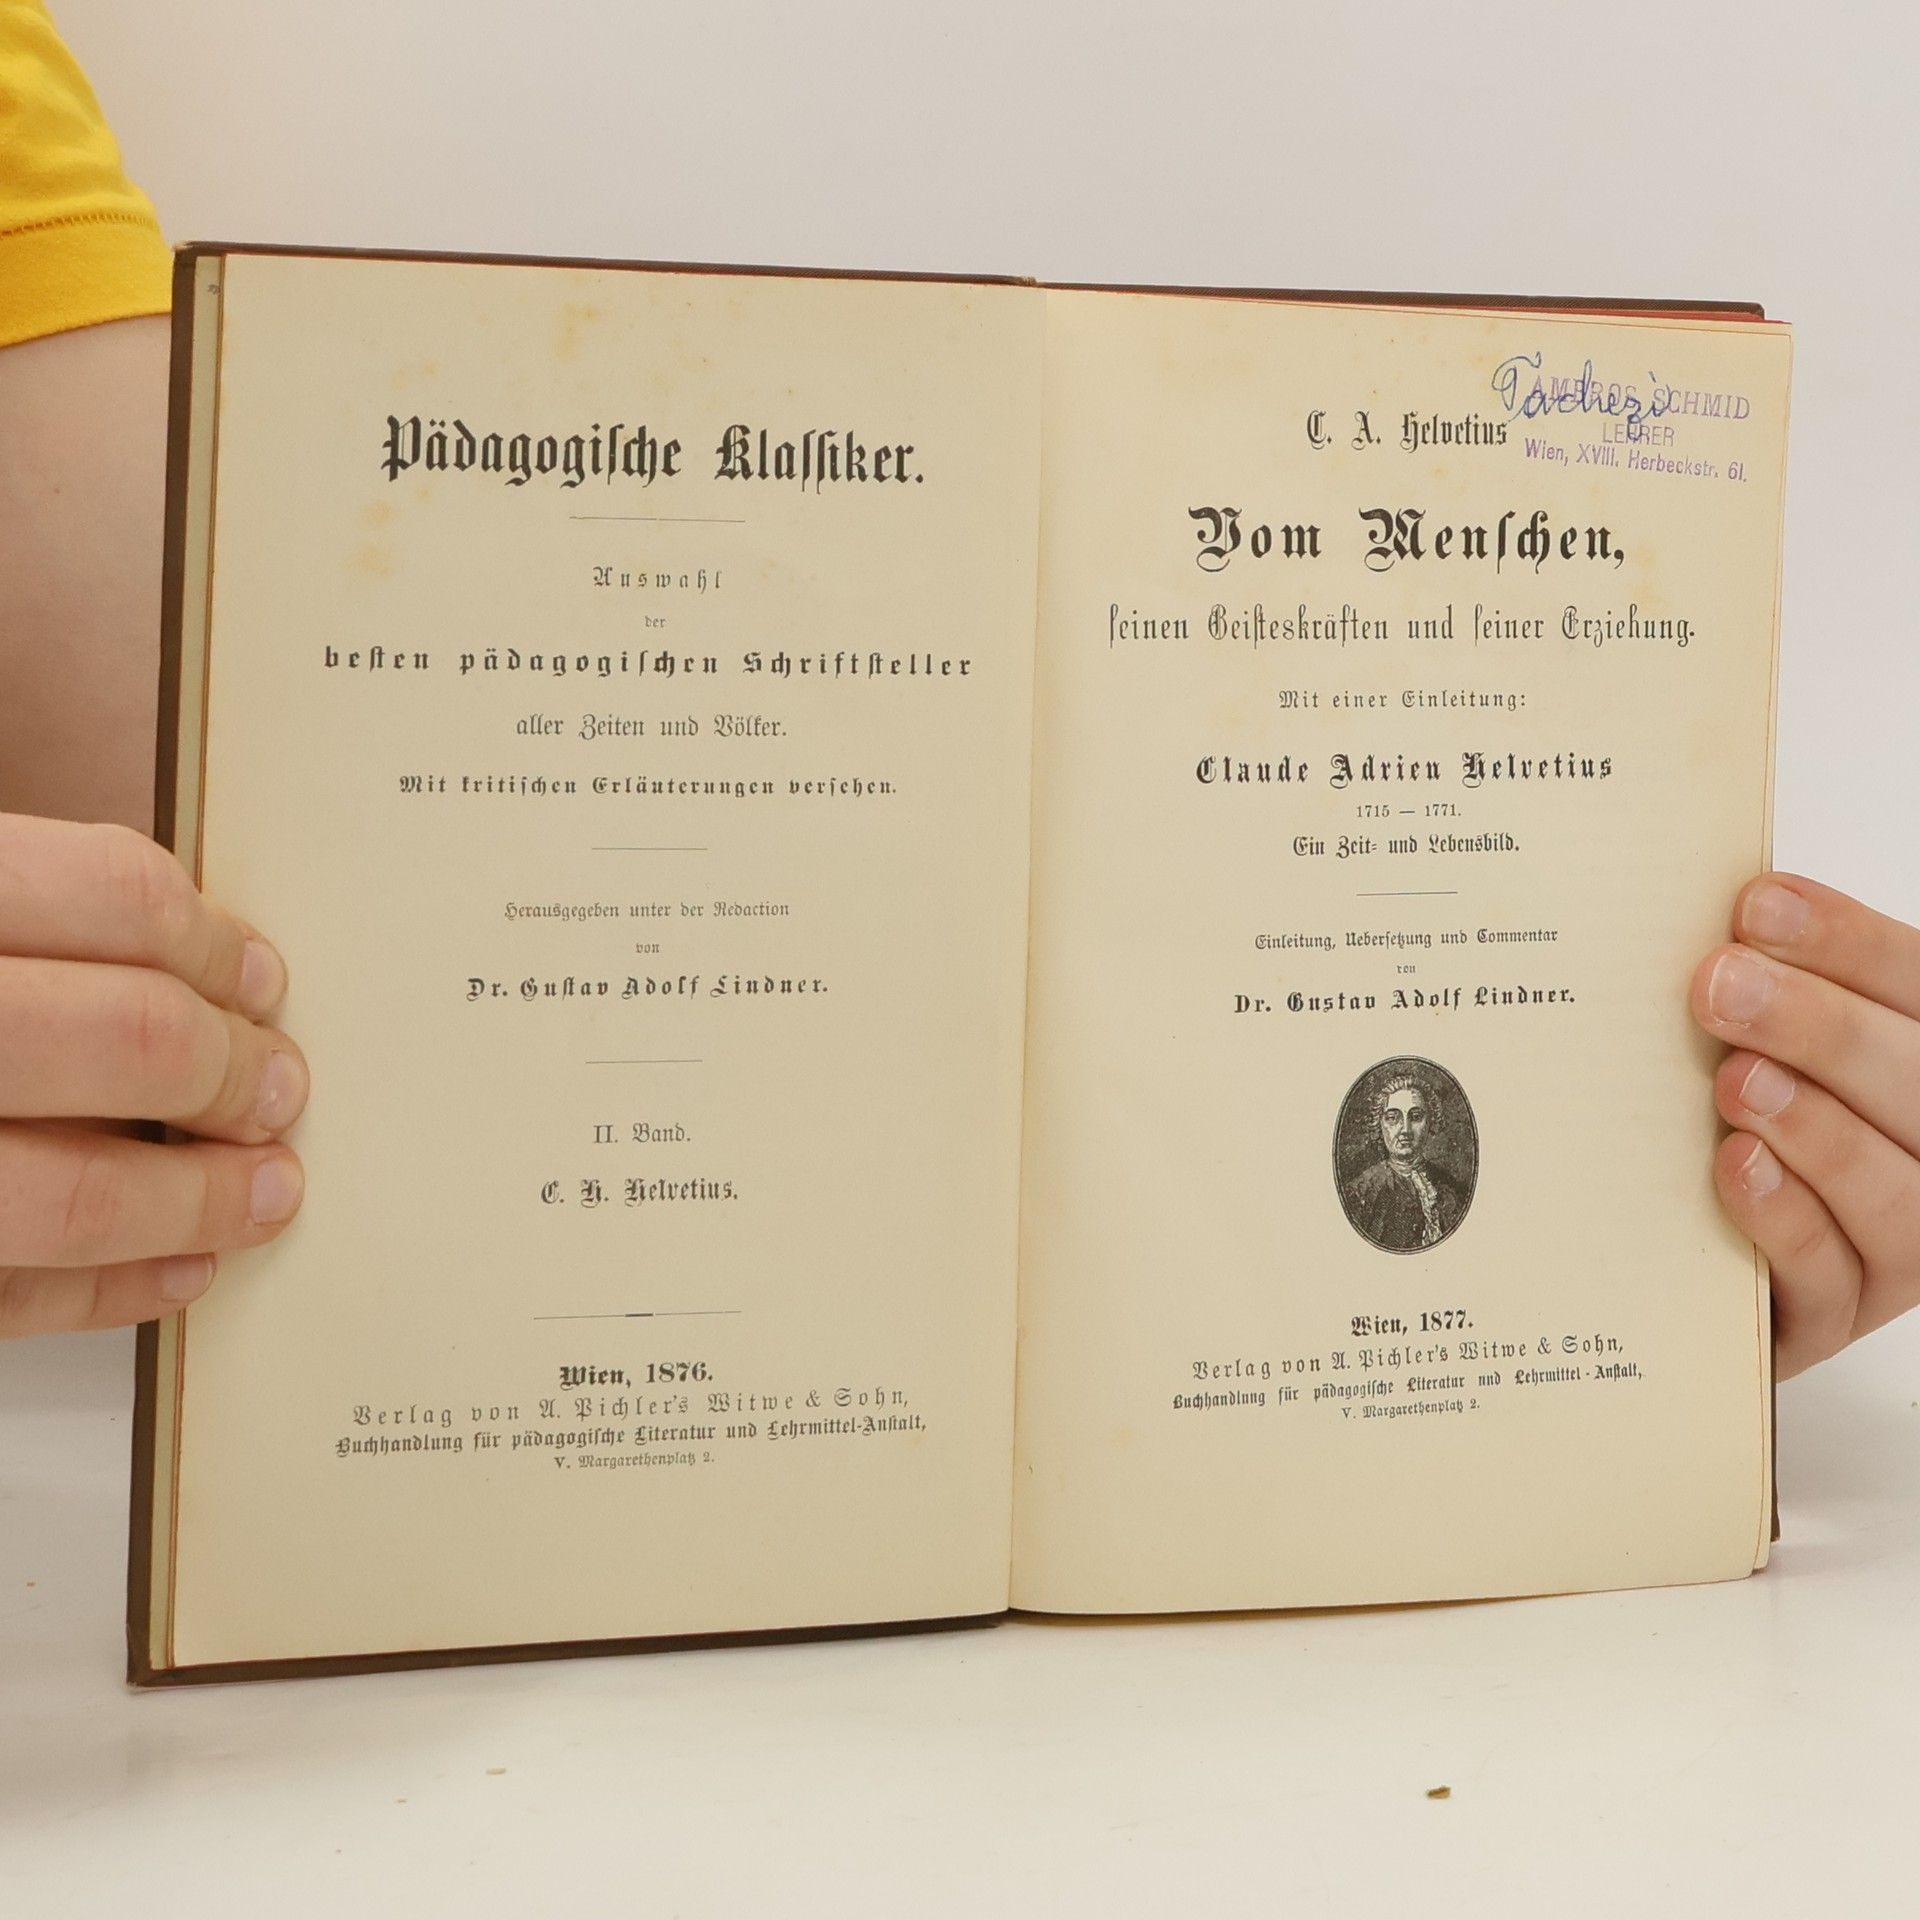 Pädagogiſche Klaſſiker.
Auswahl
der
beſten pädagogiſchen Schriftſteller
aller Zeiten und Völker.
Mit kritiſchen Erläuterungen verſehen.
Herausgegeben unter der Redaction
von
Dr. Guſtav Adolf Lindner.
II. Band.
C. A. Helvetius.
Wien, 1876.
Verlag von A. Pichler's Witwe & Sohn,
Buchhandlung für pädagogiſche Literatur und Lehrmittel-Anſtalt,
V. Margarethenplatz 2.
AMBROS SCHMID
LEHRER
Wien, XVIII. Herbeckstr. 61.
C. A. Helvetius
Vom Menſchen,
ſeinen Geiſteskräften und ſeiner Erziehung.
Mit einer Einleitung:
Claude Adrien Helvetius
1715 — 1771.
Ein Zeit- und Lebensbild.
Einleitung, Ueberſetzung und Commentar
von
Dr. Gustav Adolf Lindner.
Wien, 1877.
Verlag von A. Pichler's Witwe & Sohn,
Buchhandlung für pädagogiſche Literatur und Lehrmittel-Anſtalt,
V. Margarethenplatz 2.